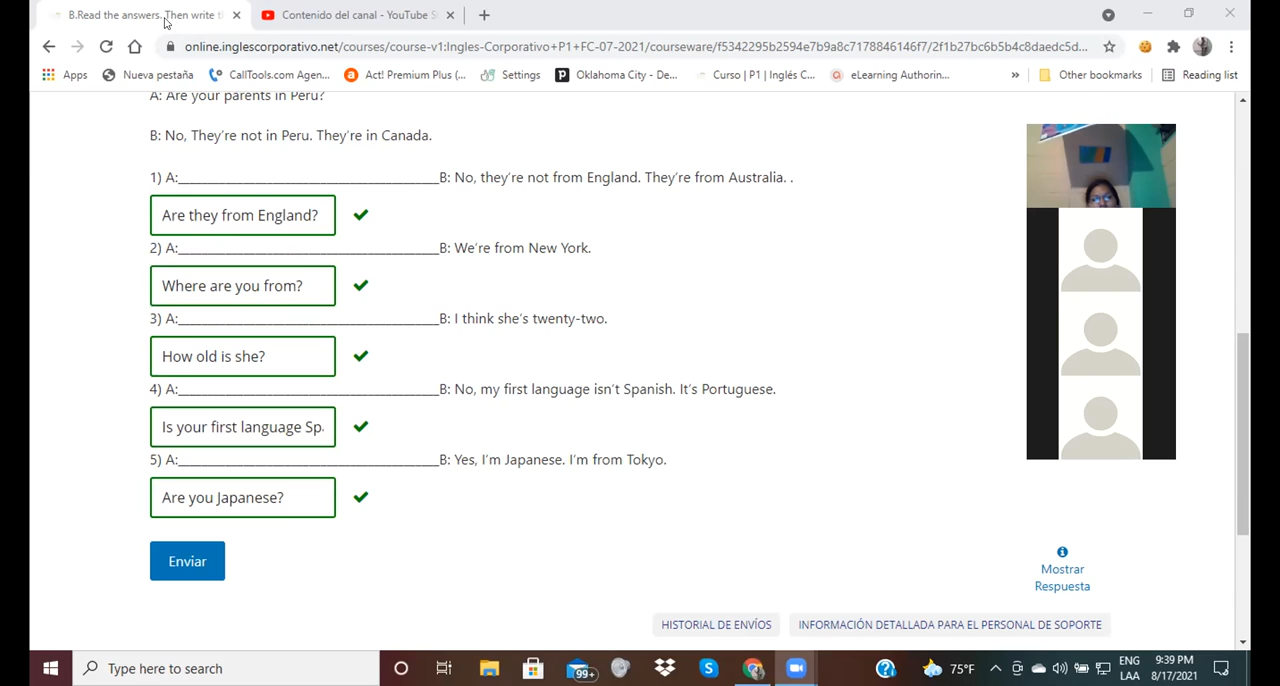 B.Read the answers. Then write t
Contenido del canal - YouTube S
online.inglescorporativo.net/courses/course-v1:Ingles-Corporativo+P1+FC-07-2021/courseware/f5342295b2594e7b9a8c7178846146f7/2f1b27bc6b5b4c8daedc5d...
Apps
Nueva pestaña
CallTools.com Agen...
Act! Premium Plus (...
Settings
Oklahoma City - De...
Curso | P1 | Inglés C...
eLearning Authorin...
»
Other bookmarks
Reading list
A: Are your parents in Peru?
B: No, They're not in Peru. They're in Canada.
1) A:______________________________________B: No, they're not from England. They're from Australia. .
Are they from England?
2) A:______________________________________B: We're from New York.
Where are you from?
3) A:______________________________________B: I think she's twenty-two.
How old is she?
4) A:______________________________________B: No, my first language isn't Spanish. It's Portuguese.
Is your first language Sp
5) A:______________________________________B: Yes, I'm Japanese. I'm from Tokyo.
Are you Japanese?
Enviar
Mostrar
Respuesta
HISTORIAL DE ENVÍOS
INFORMACIÓN DETALLADA PARA EL PERSONAL DE SOPORTE
Type here to search
99+
75°F
ENG
LAA
9:39 PM
8/17/2021